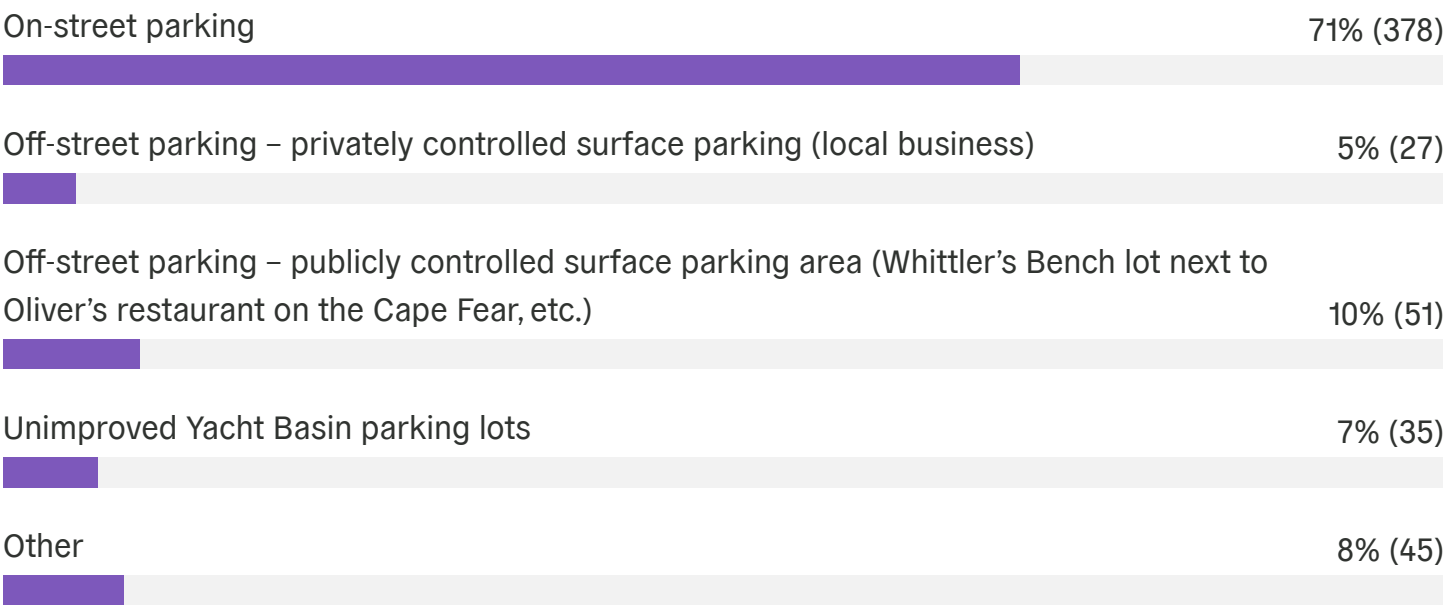 On-street parking 71% (378)
Off-street parking – privately controlled surface parking (local business) 5% (27)
Off-street parking – publicly controlled surface parking area (Whittler’s Bench lot next to
Oliver’s restaurant on the Cape Fear, etc.) 10% (51)
Unimproved Yacht Basin parking lots 7% (35)
Other 8% (45)